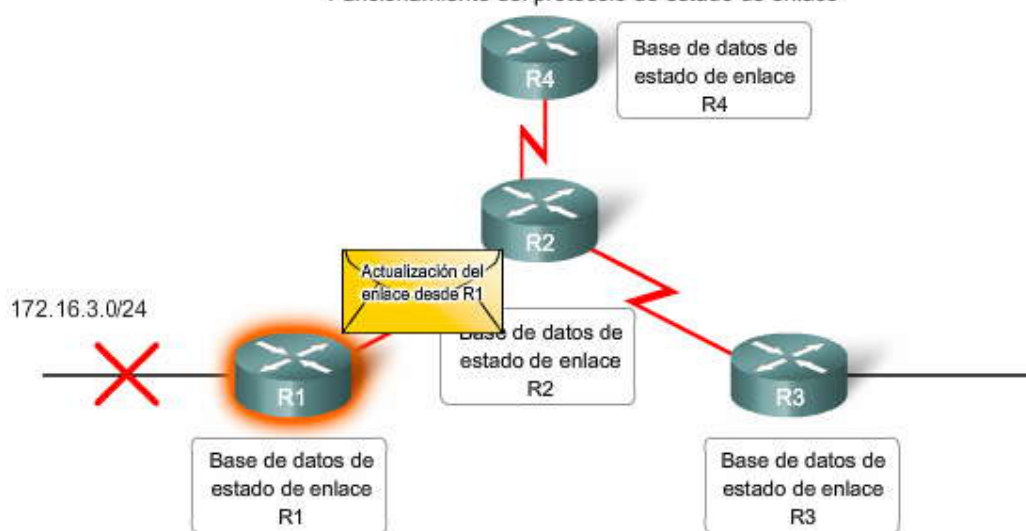 Funcionamiento del protocolo de estado de enlace
R4
Base de datos de
estado de enlace
R4
R2
Actualización del
enlace desde R1
172.16.3.0/24
Base de datos de
estado de enlace
R2
R1
R3
Base de datos de
estado de enlace
R1
Base de datos de
estado de enlace
R3